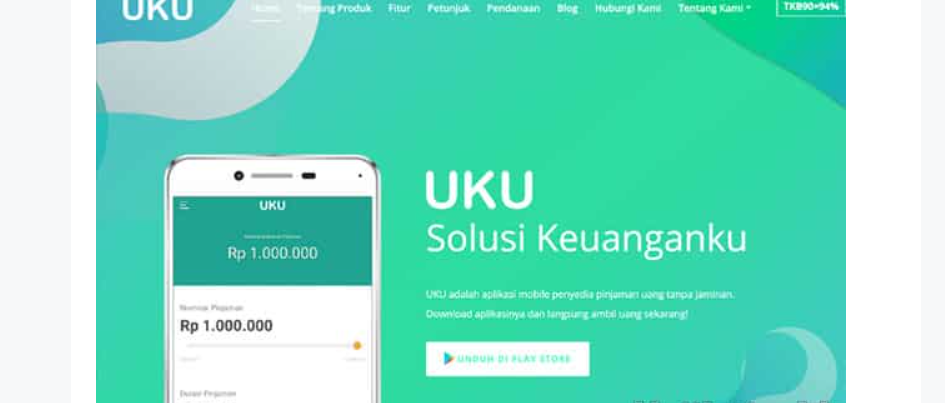 UKU
Home Tentang Produk Fitur Petunjuk Pendanaan Blog Hubungi Kami Tentang Kami TKB90=94%
UKU
Rp 1.000.000
Nominal Pinjaman
Rp 1.000.000
Durasi Pinjaman
UKU
Solusi Keuanganku
UKU adalah aplikasi mobile penyedia pinjaman uang tanpa jaminan.
Download aplikasinya dan langsung ambil uang sekarang!
UNDUH DI PLAY STORE